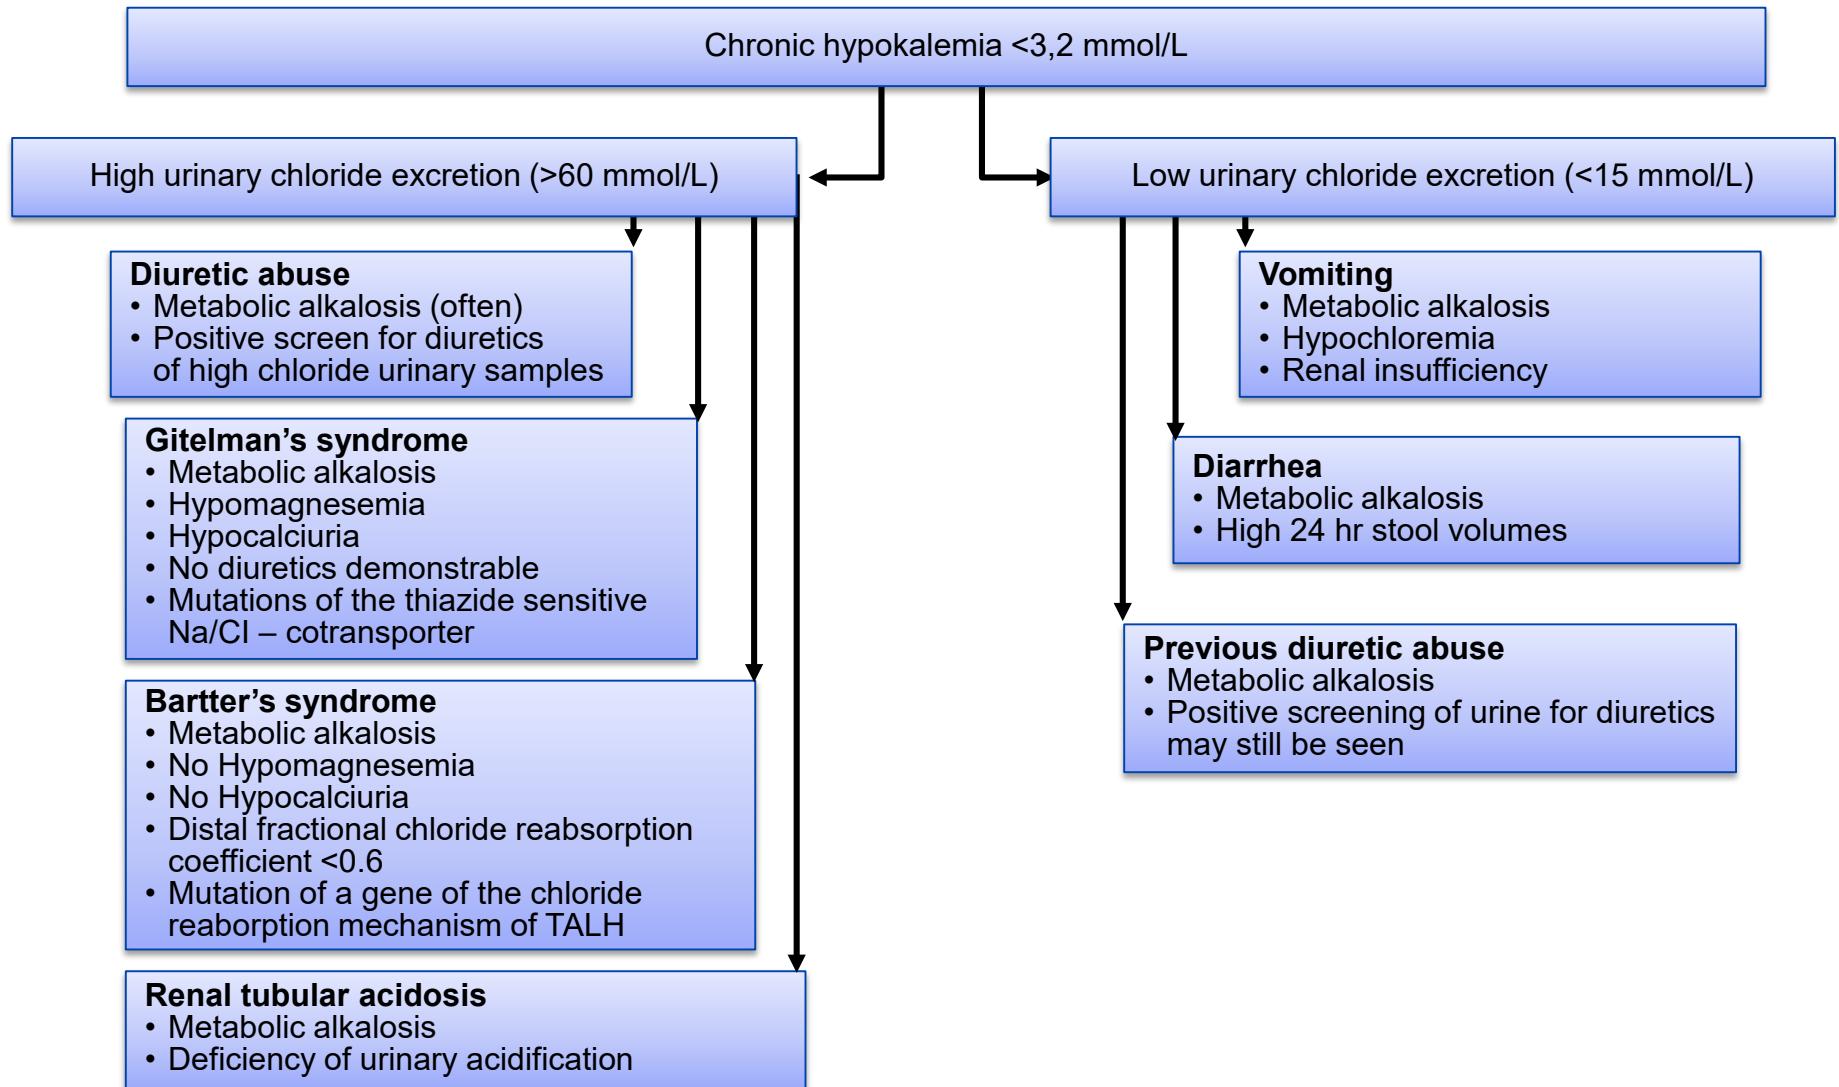 Chronic hypokalemia <3,2 mmol/L
High urinary chloride excretion (>60 mmol/L)
Low urinary chloride excretion (<15 mmol/L)
Diuretic abuse
• Metabolic alkalosis (often)
• Positive screen for diuretics
of high chloride urinary samples
Gitelman’s syndrome
• Metabolic alkalosis
• Hypomagnesemia
• Hypocalciuria
• No diuretics demonstrable
• Mutations of the thiazide sensitive
Na/CI – cotransporter
Bartter’s syndrome
• Metabolic alkalosis
• No Hypomagnesemia
• No Hypocalciuria
• Distal fractional chloride reabsorption
coefficient <0.6
• Mutation of a gene of the chloride
reaborption mechanism of TALH
Renal tubular acidosis
• Metabolic alkalosis
• Deficiency of urinary acidification
Vomiting
• Metabolic alkalosis
• Hypochloremia
• Renal insufficiency
Diarrhea
• Metabolic alkalosis
• High 24 hr stool volumes
Previous diuretic abuse
• Metabolic alkalosis
• Positive screening of urine for diuretics
may still be seen